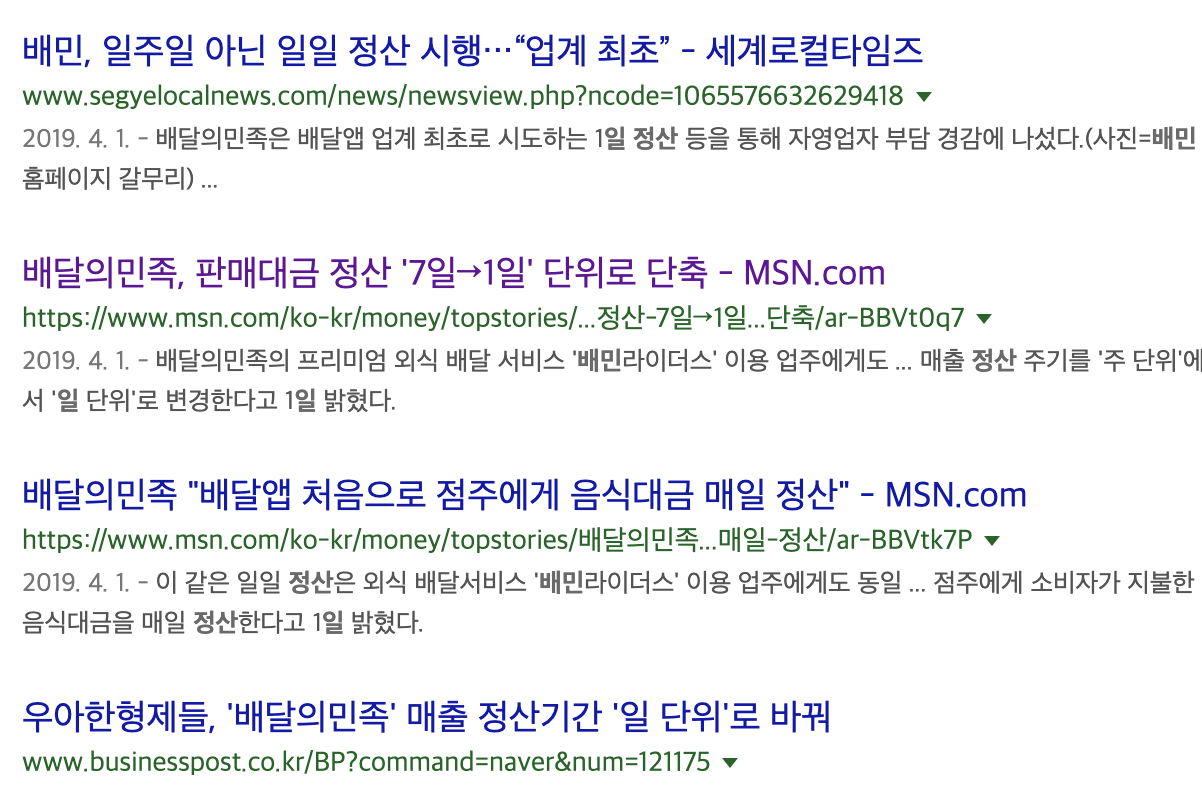 배민, 일주일 아닌 일일 정산 시행…“업계 최초” - 세계로컬타임즈
www.segyelocalnews.com/news/newsview.php?ncode=1065576632629418
2019. 4. 1. - 배달의민족은 배달앱 업계 최초로 시도하는 1일 정산 등을 통해 자영업자 부담 경감에 나섰다.(사진=배민
홈페이지 갈무리) ...
배달의민족, 판매대금 정산 '7일→1일' 단위로 단축 - MSN.com
https://www.msn.com/ko-kr/money/topstories/...정산-7일→1일...단축/ar-BBVt0q7
2019. 4. 1. - 배달의민족의 프리미엄 외식 배달 서비스 '배민라이더스' 이용 업주에게도 ... 매출 정산 주기를 '주 단위'에
서 '일 단위'로 변경한다고 1일 밝혔다.
배달의민족 "배달앱 처음으로 점주에게 음식대금 매일 정산" - MSN.com
https://www.msn.com/ko-kr/money/topstories/배달의민족...매일-정산/ar-BBVtk7P
2019. 4. 1. - 이 같은 일일 정산은 외식 배달서비스 '배민라이더스' 이용 업주에게도 동일 ... 점주에게 소비자가 지불한
음식대금을 매일 정산한다고 1일 밝혔다.
우아한형제들, '배달의민족' 매출 정산기간 '일 단위'로 바꿔
www.businesspost.co.kr/BP?command=naver&num=121175